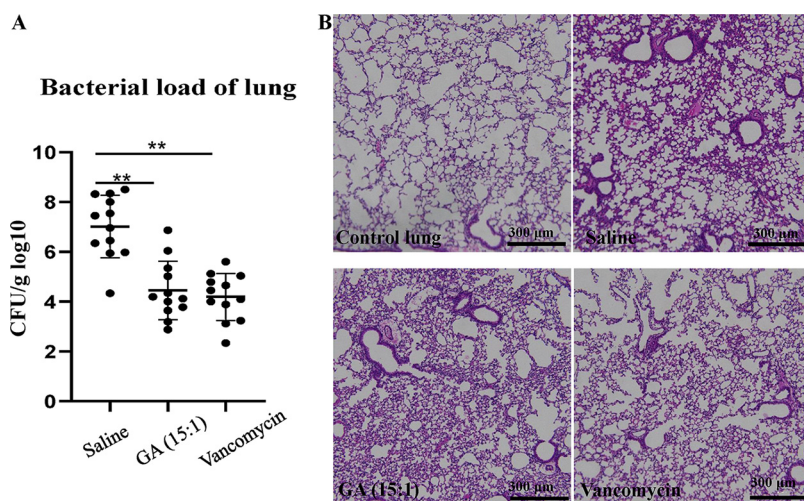 A
Bacterial load of lung
**
**
10
8
6
4
2
0
CFU/g log10
Saline
GA (15:1)
Vancomycin
B
Control lung
300 μm
Saline
300 μm
GA (15:1)
300 μm
Vancomycin
300 μm